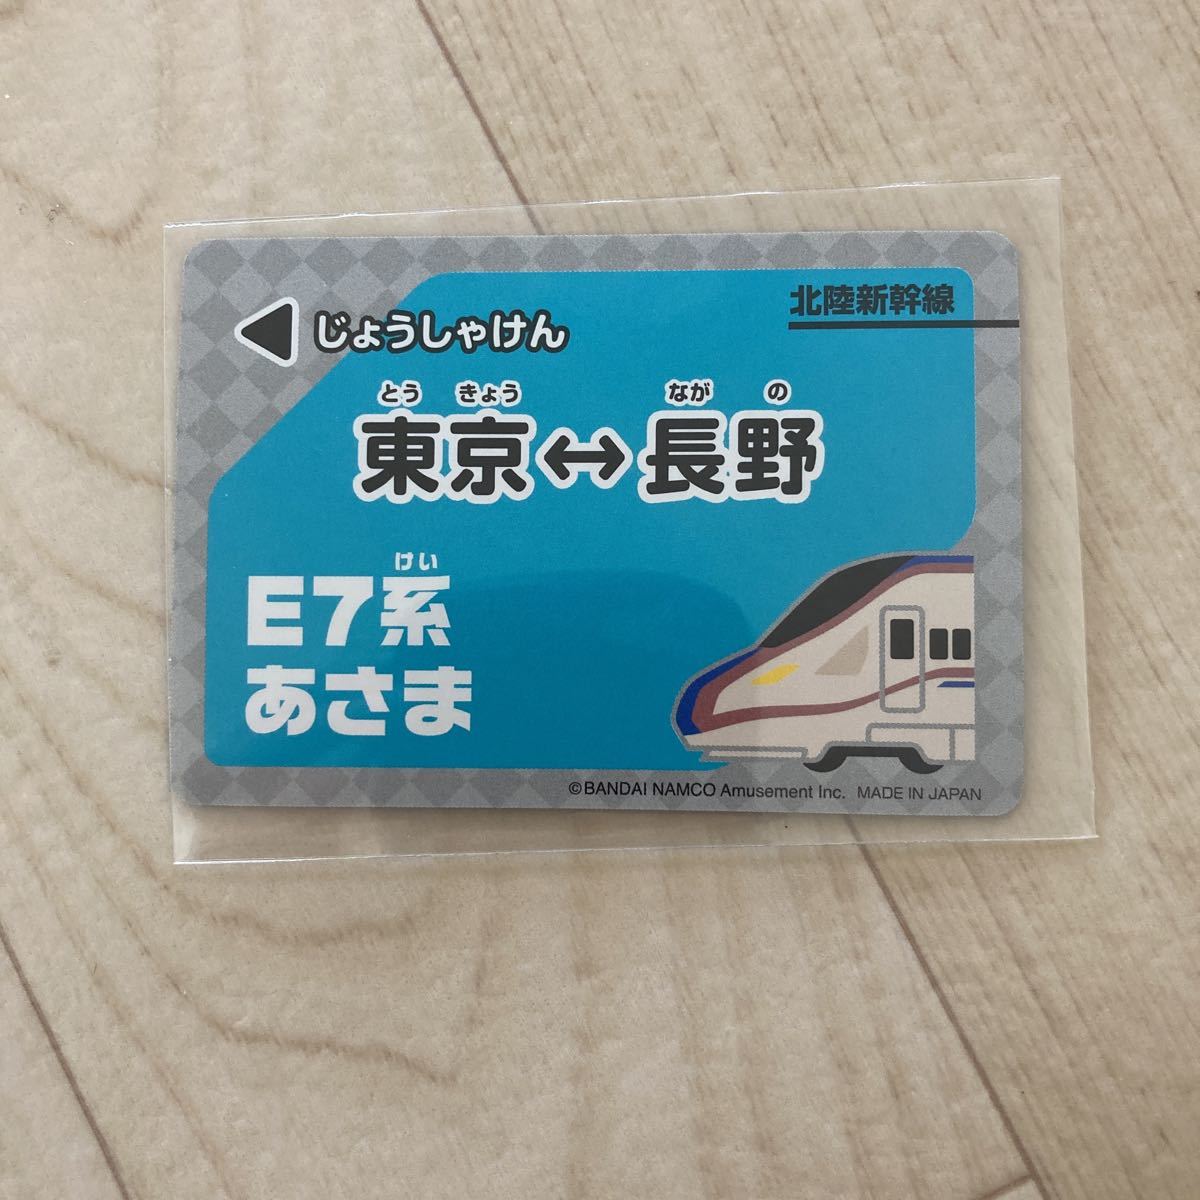 北陸新幹線
じょうしゃけん
とう きょう なが の
東京↔長野
けい
E7系
あさま
©BANDAI NAMCO Amusement Inc. MADE IN JAPAN